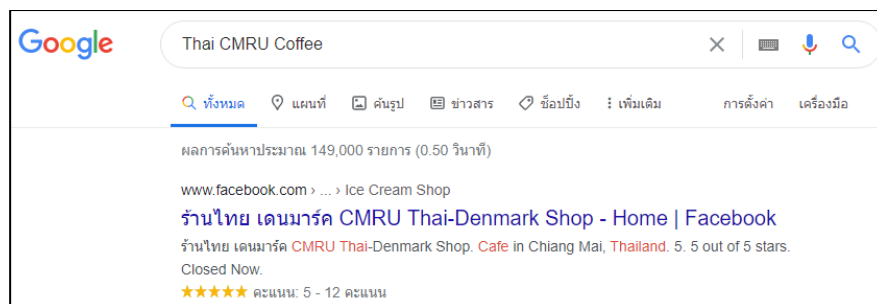 Google
Thai CMRU Coffee
ทั้งหมด แผนที่ ค้นรูป ข่าวสาร ช็อปปิ้ง เพิ่มเติม การตั้งค่า เครื่องมือ
ผลการค้นหาประมาณ 149,000 รายการ (0.50 วินาที)
www.facebook.com › ... › Ice Cream Shop
ร้านไทย เดนมาร์ค CMRU Thai-Denmark Shop - Home | Facebook
ร้านไทย เดนมาร์ค CMRU Thai-Denmark Shop. Cafe in Chiang Mai, Thailand. 5. 5 out of 5 stars.
Closed Now.
★★★★★ คะแนน: 5 - 12 คะแนน